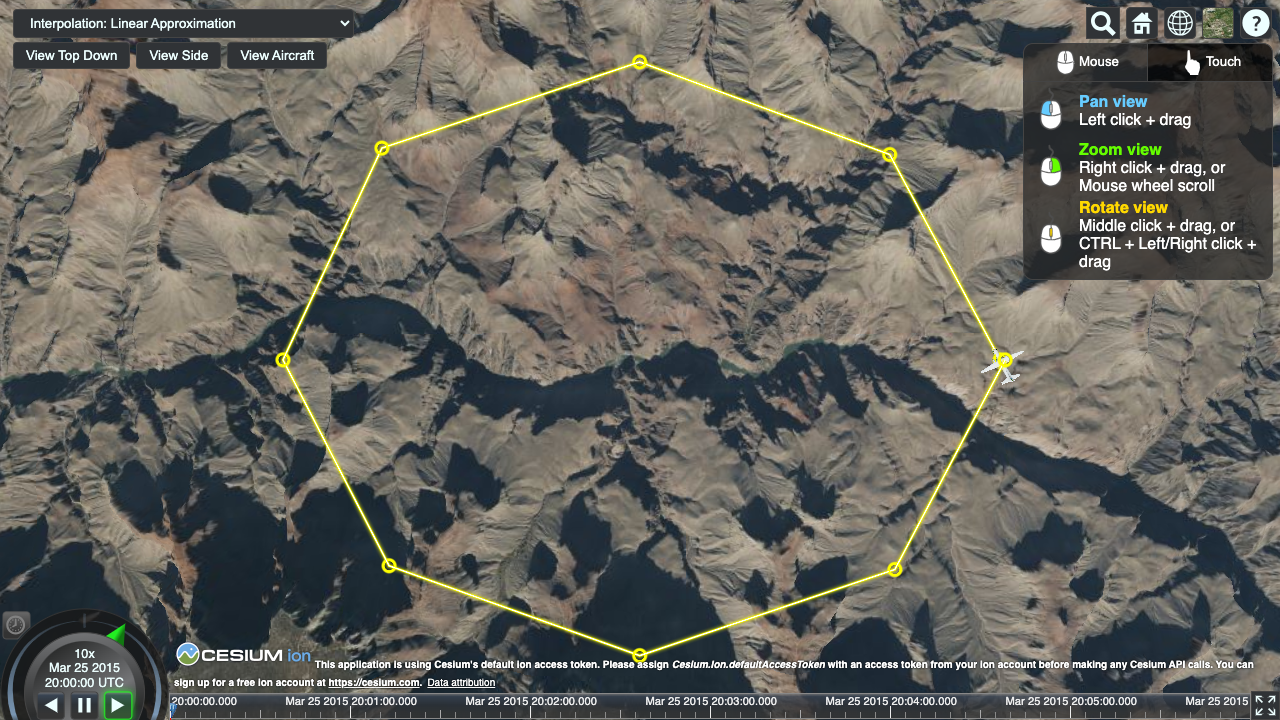 Interpolation: Linear Approximation
View Top Down
View Side
View Aircraft
Mouse
Touch
Pan view
Left click + drag
Zoom view
Right click + drag, or
Mouse wheel scroll
Rotate view
Middle click + drag, or
CTRL + Left/Right click +
drag
10x
Mar 25 2015
20:00:00 UTC
CESIUM ion
This application is using Cesium's default ion access token. Please assign Cesium.Ion.defaultAccessToken with an access token from your ion account before making any Cesium API calls. You can
sign up for a free ion account at https://cesium.com. Data attribution
:00:00.000
Mar 25 2015 20:01:00.000
Mar 25 2015 20:02:00.000
Mar 25 2015 20:03:00.000
Mar 25 2015 20:04:00.000
Mar 25 2015 20:05:00.000
Mar 25 2015